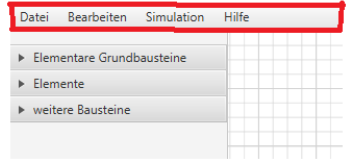 Datei Bearbeiten Simulation Hilfe
Elementare Grundbausteine
Elemente
weitere Bausteine